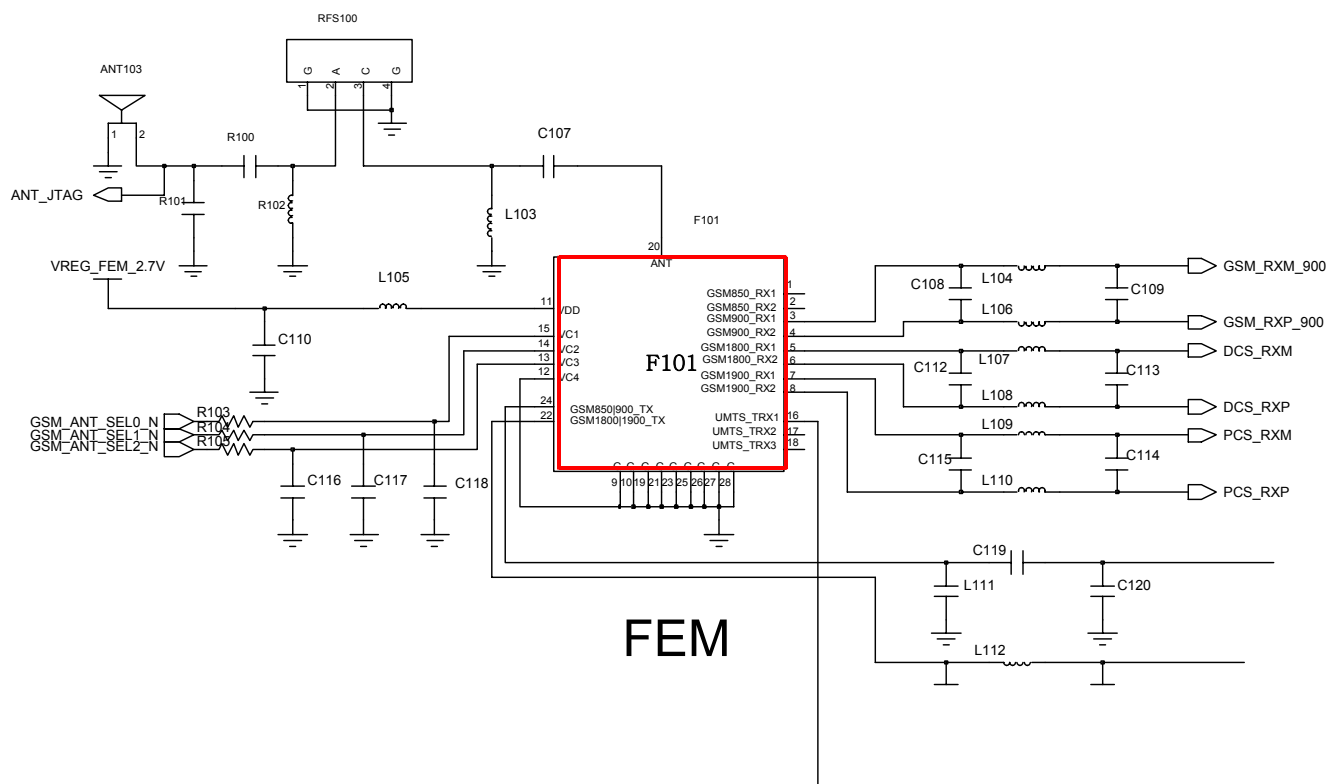 RFS100
G A C G
1 2 3 4
ANT103
1 2
R100
C107
ANT_JTAG
R101
R102
L103
F101
20
ANT
VREG_FEM_2.7V
L105
C110
11 VDD
15 VC1
14 VC2
13 VC3
12 VC4
24 GSM850|900_TX
22 GSM1800|1900_TX
F101
GSM850_RX1 1
GSM850_RX2 2
GSM900_RX1 3
GSM900_RX2 4
GSM1800_RX1 5
GSM1800_RX2 6
GSM1900_RX1 7
GSM1900_RX2 8
UMTS_TRX1 16
UMTS_TRX2 17
UMTS_TRX3 18
G G G G G G G G G
9 10 19 21 23 25 26 27 28
GSM_ANT_SEL0_N R103
GSM_ANT_SEL1_N R104
GSM_ANT_SEL2_N R105
C116 C117 C118
C108 L104 C109 GSM_RXM_900
L106 GSM_RXP_900
L107 DCS_RXM
C112 C113
L108 DCS_RXP
L109 PCS_RXM
C115 C114
L110 PCS_RXP
C119
L111 C120
L112
FEM